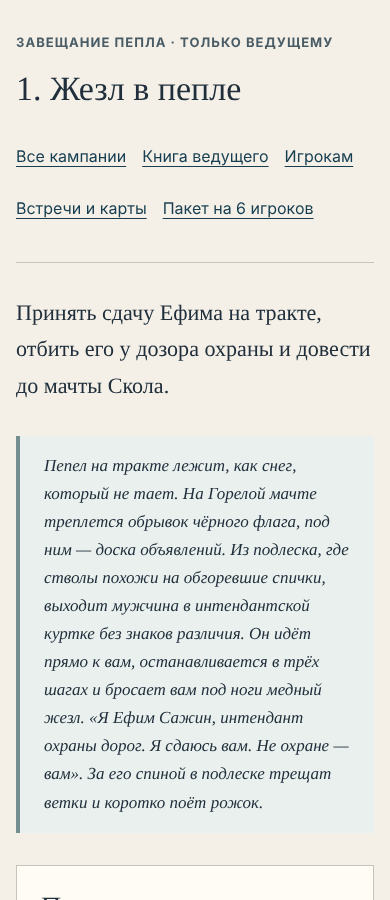 ЗАВЕЩАНИЕ ПЕПЛА · ТОЛЬКО ВЕДУЩЕМУ
1. Жезл в пепле
Все кампании Книга ведущего Игрокам
Встречи и карты Пакет на 6 игроков
Принять сдачу Ефима на тракте,
отбить его у дозора охраны и довести
до мачты Скола.
Пепел на тракте лежит, как снег,
который не тает. На Горелой мачте
треплется обрывок чёрного флага, под
ним — доска объявлений. Из подлеска, где
стволы похожи на обгоревшие спички,
выходит мужчина в интендантской
куртке без знаков различия. Он идёт
прямо к вам, останавливается в трёх
шагах и бросает вам под ноги медный
жезл. «Я Ефим Сажин, интендант
охраны дорог. Я сдаюсь вам. Не охране —
вам». За его спиной в подлеске трещат
ветки и коротко поёт рожок.